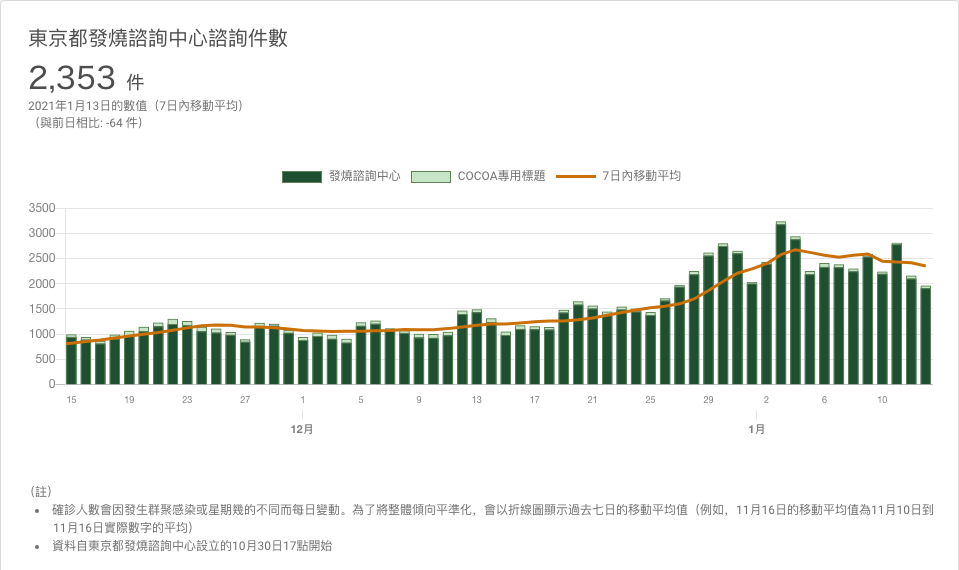 東京都發燒諮詢中心諮詢件數
2,353 件
2021年1月13日的數值（7日內移動平均）
（與前日相比: -64 件）
發燒諮詢中心 COCOA專用標題 7日內移動平均
3500
3000
2500
2000
1500
1000
500
0
15 19 23 27 1 5 9 13 17 21 25 29 2 6 10
12月 1月
（註）
• 確診人數會因發生群聚感染或星期幾的不同而每日變動。為了將整體傾向平準化，會以折線圖顯示過去七日的移動平均值（例如，11月16日的移動平均值為11月10日到
11月16日實際數字的平均）
• 資料自東京都發燒諮詢中心設立的10月30日17點開始